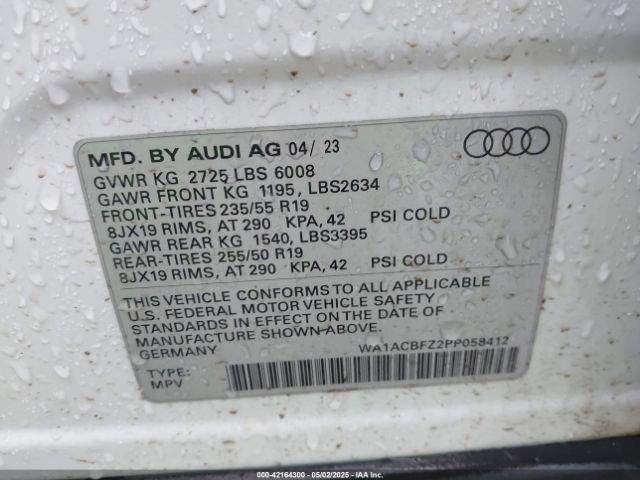 MFD. BY AUDI AG 04/ 23
GVWR KG 2725 LBS 6008
GAWR FRONT KG 1195, LBS2634
FRONT-TIRES 235/55 R19
8JX19 RIMS, AT 290 KPA, 42 PSI COLD
GAWR REAR KG 1540, LBS3395
REAR-TIRES 255/50 R19
8JX19 RIMS, AT 290 KPA, 42 PSI COLD
THIS VEHICLE CONFORMS TO ALL APPLICABLE
U.S. FEDERAL MOTOR VEHICLE SAFETY
STANDARDS IN EFFECT ON THE DATE OF
MANUFACTURE SHOWN ABOVE.
GERMANY WA1ACBFZ2PP058412
TYPE:
MPV
00-42164300 - 05/02/2025 - IAAI.COM